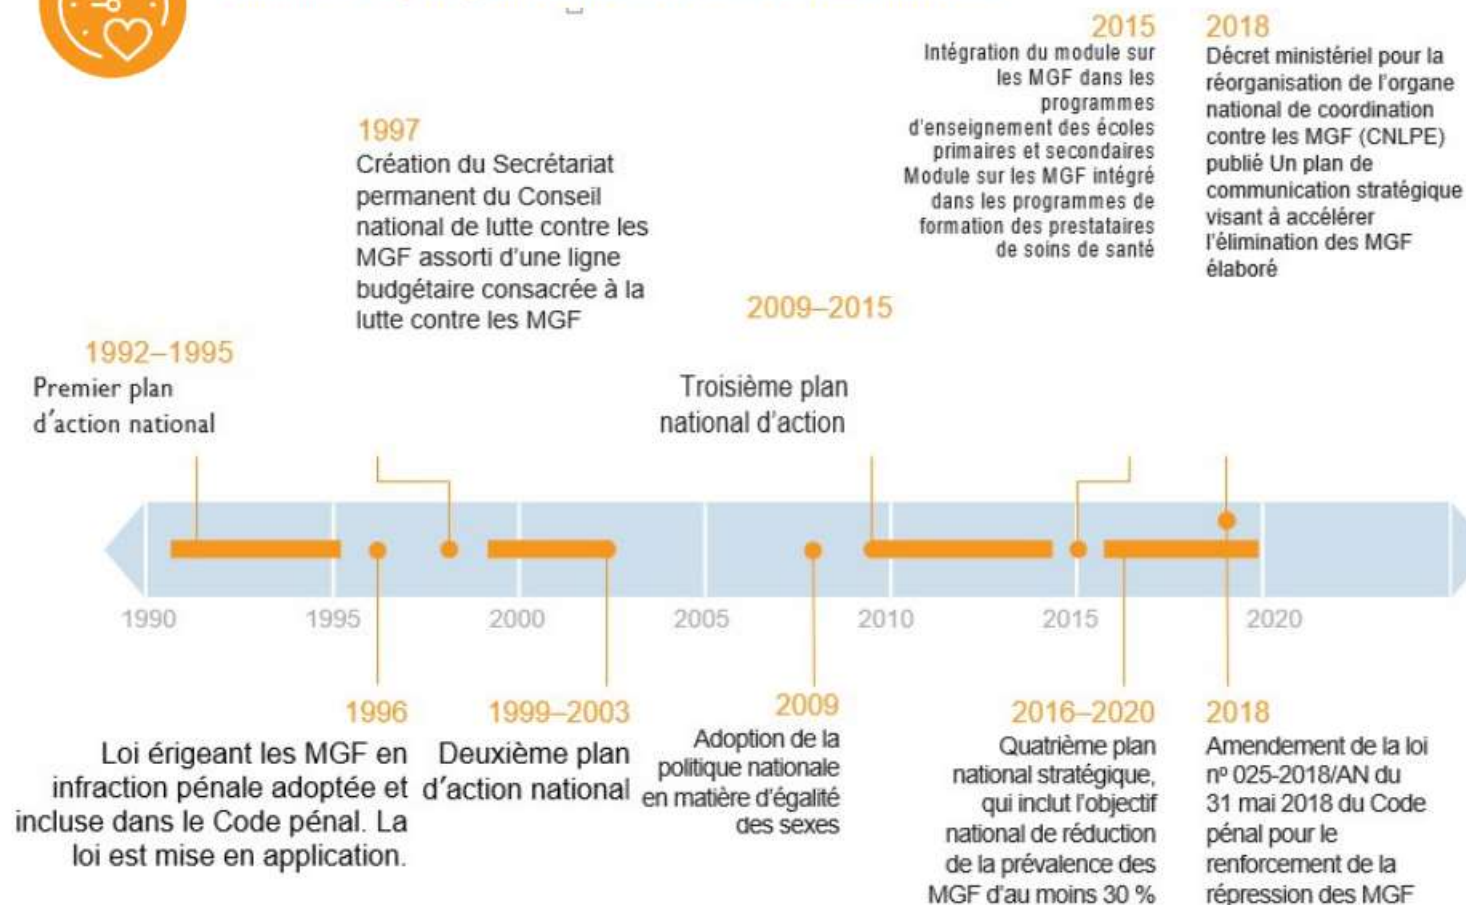 2015
Intégration du module sur
les MGF dans les
programmes
d'enseignement des écoles
primaires et secondaires
Module sur les MGF intégré
dans les programmes de
formation des prestataires
de soins de santé
2018
Décret ministériel pour la
réorganisation de l'organe
national de coordination
contre les MGF (CNLPE)
publié Un plan de
communication stratégique
visant à accélérer
l'élimination des MGF
élaboré
1997
Création du Secrétariat
permanent du Conseil
national de lutte contre les
MGF assorti d'une ligne
budgétaire consacrée à la
lutte contre les MGF
2009–2015
Troisième plan
national d'action
1992–1995
Premier plan
d'action national
1990
1995
2000
2005
2010
2015
2020
1996
Loi érigeant les MGF en
infraction pénale adoptée et
incluse dans le Code pénal. La
loi est mise en application.
1999–2003
Deuxième plan
d'action national
2009
Adoption de la
politique nationale
en matière d'égalité
des sexes
2016–2020
Quatrième plan
national stratégique,
qui inclut l'objectif
national de réduction
de la prévalence des
MGF d'au moins 30 %
2018
Amendement de la loi
nº 025-2018/AN du
31 mai 2018 du Code
pénal pour le
renforcement de la
répression des MGF